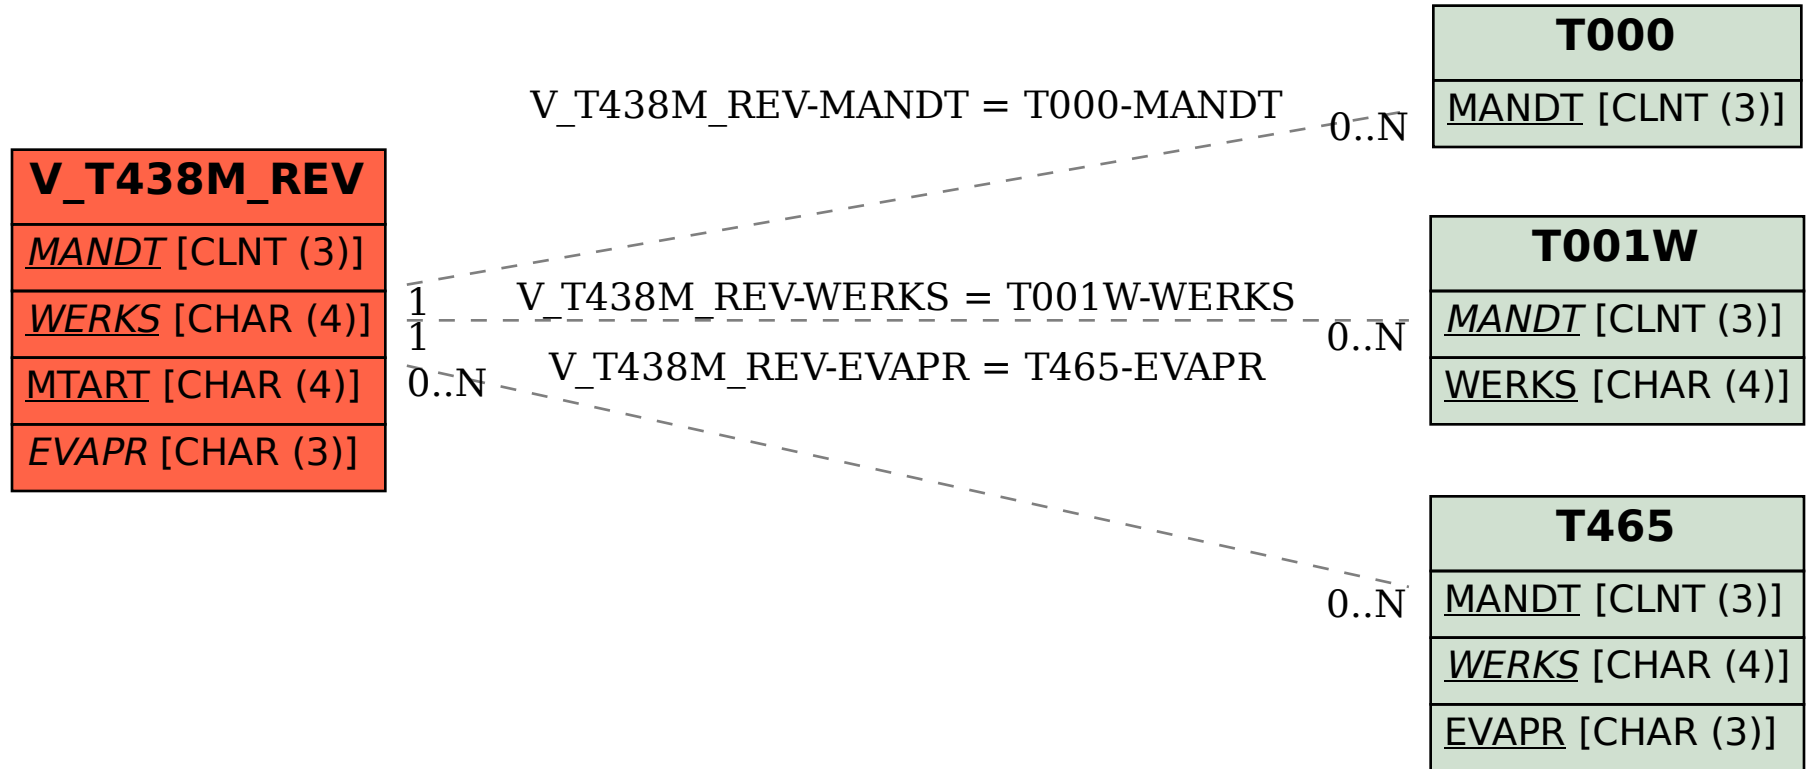 V_T438M_REV
MANDT [CLNT (3)]
WERKS [CHAR (4)]
MTART [CHAR (4)]
EVAPR [CHAR (3)]
V_T438M_REV-MANDT = T000-MANDT
0..N
1
V_T438M_REV-WERKS = T001W-WERKS
1
0..N
V_T438M_REV-EVAPR = T465-EVAPR
0..N
0..N
T000
MANDT [CLNT (3)]
T001W
MANDT [CLNT (3)]
WERKS [CHAR (4)]
T465
MANDT [CLNT (3)]
WERKS [CHAR (4)]
EVAPR [CHAR (3)]